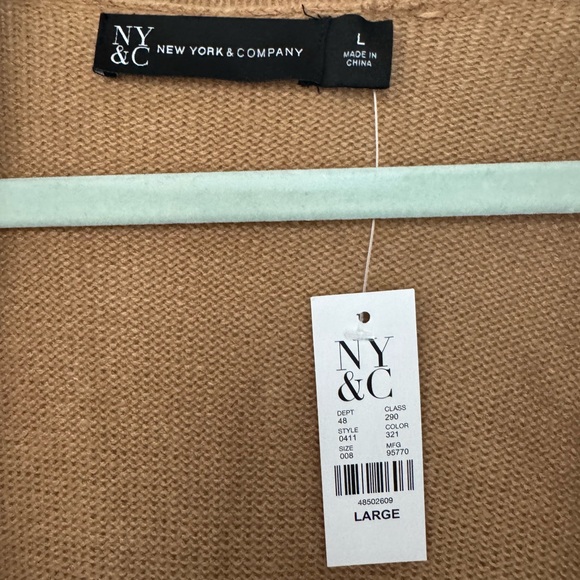 NY
&C NEW YORK & COMPANY
L
MADE IN
CHINA
NY
&C
DEPT CLASS
48 290
STYLE COLOR
0411 321
SIZE MFG
008 95770
48502609
LARGE